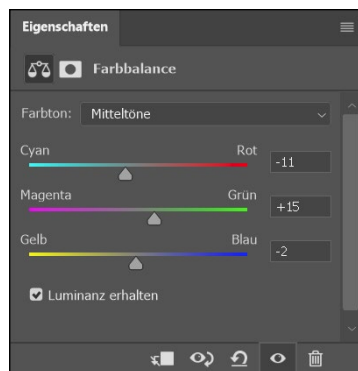 Eigenschaften
Farbbalance
Farbton: Mitteltöne
Cyan Rot -11
Magenta Grün +15
Gelb Blau -2
Luminanz erhalten